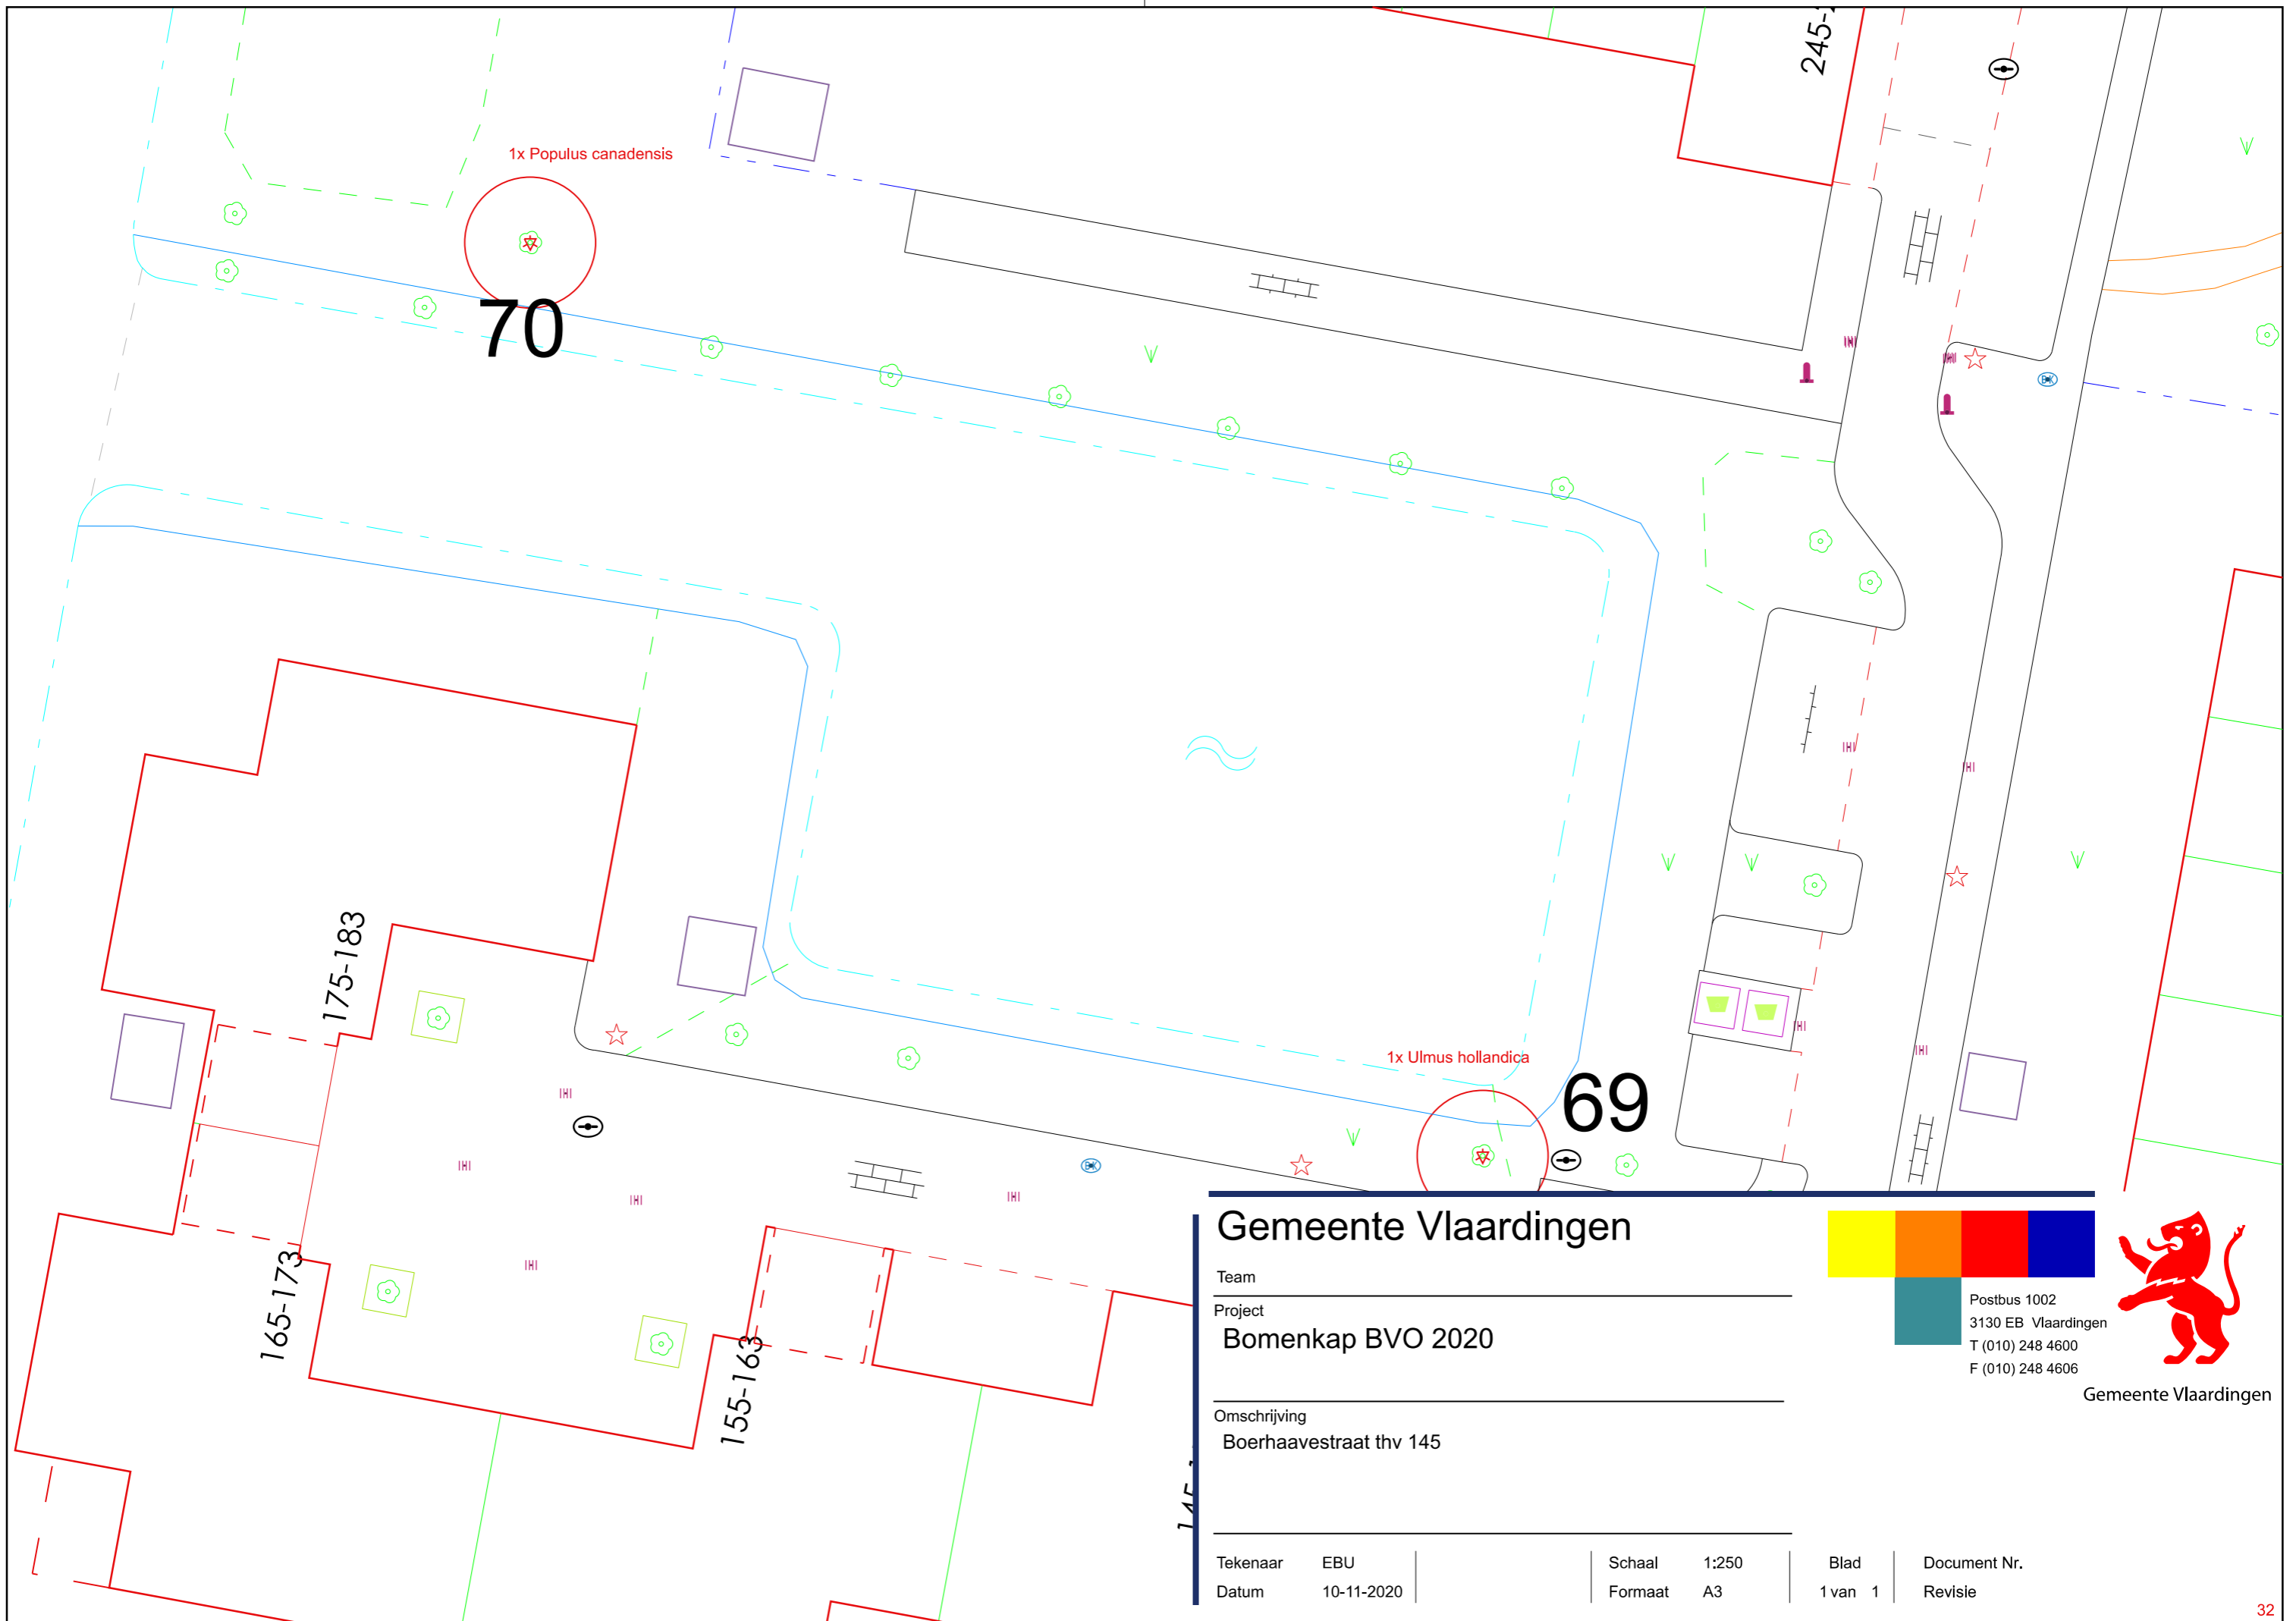 245-
1x Populus canadensis
70
BK
175-183
1x Ulmus hollandica
69
BK
165-173
155-163
Gemeente Vlaardingen
Team
Project
Bomenkap BVO 2020
Postbus 1002
3130 EB Vlaardingen
T (010) 248 4600
F (010) 248 4606
Gemeente Vlaardingen
Omschrijving
Boerhaavestraat thv 145
Tekenaar EBU Schaal 1:250 Blad Document Nr.
Datum 10-11-2020 Formaat A3 1 van 1 Revisie
32